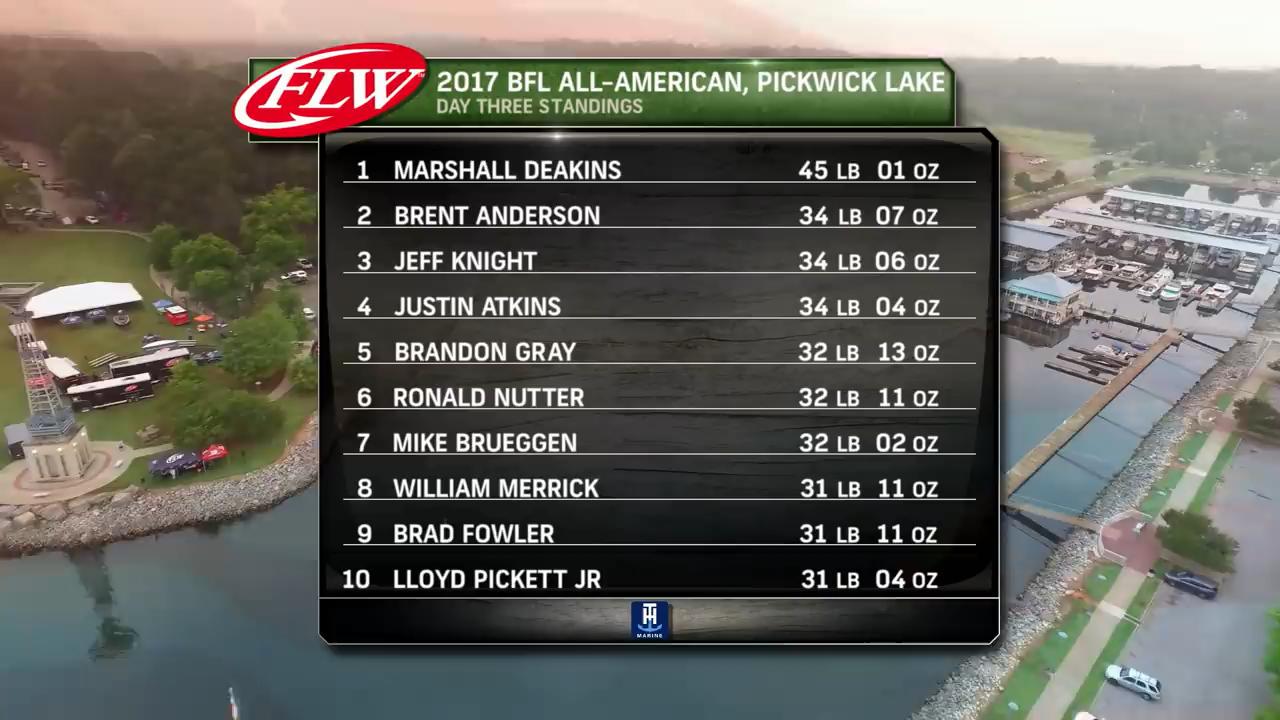 FLW
2017 BFL ALL-AMERICAN, PICKWICK LAKE
DAY THREE STANDINGS
1 MARSHALL DEAKINS 45 LB 01 OZ
2 BRENT ANDERSON 34 LB 07 OZ
3 JEFF KNIGHT 34 LB 06 OZ
4 JUSTIN ATKINS 34 LB 04 OZ
5 BRANDON GRAY 32 LB 13 OZ
6 RONALD NUTTER 32 LB 11 OZ
7 MIKE BRUEGGEN 32 LB 02 OZ
8 WILLIAM MERRICK 31 LB 11 OZ
9 BRAD FOWLER 31 LB 11 OZ
10 LLOYD PICKETT JR 31 LB 04 OZ
TH
MARINE